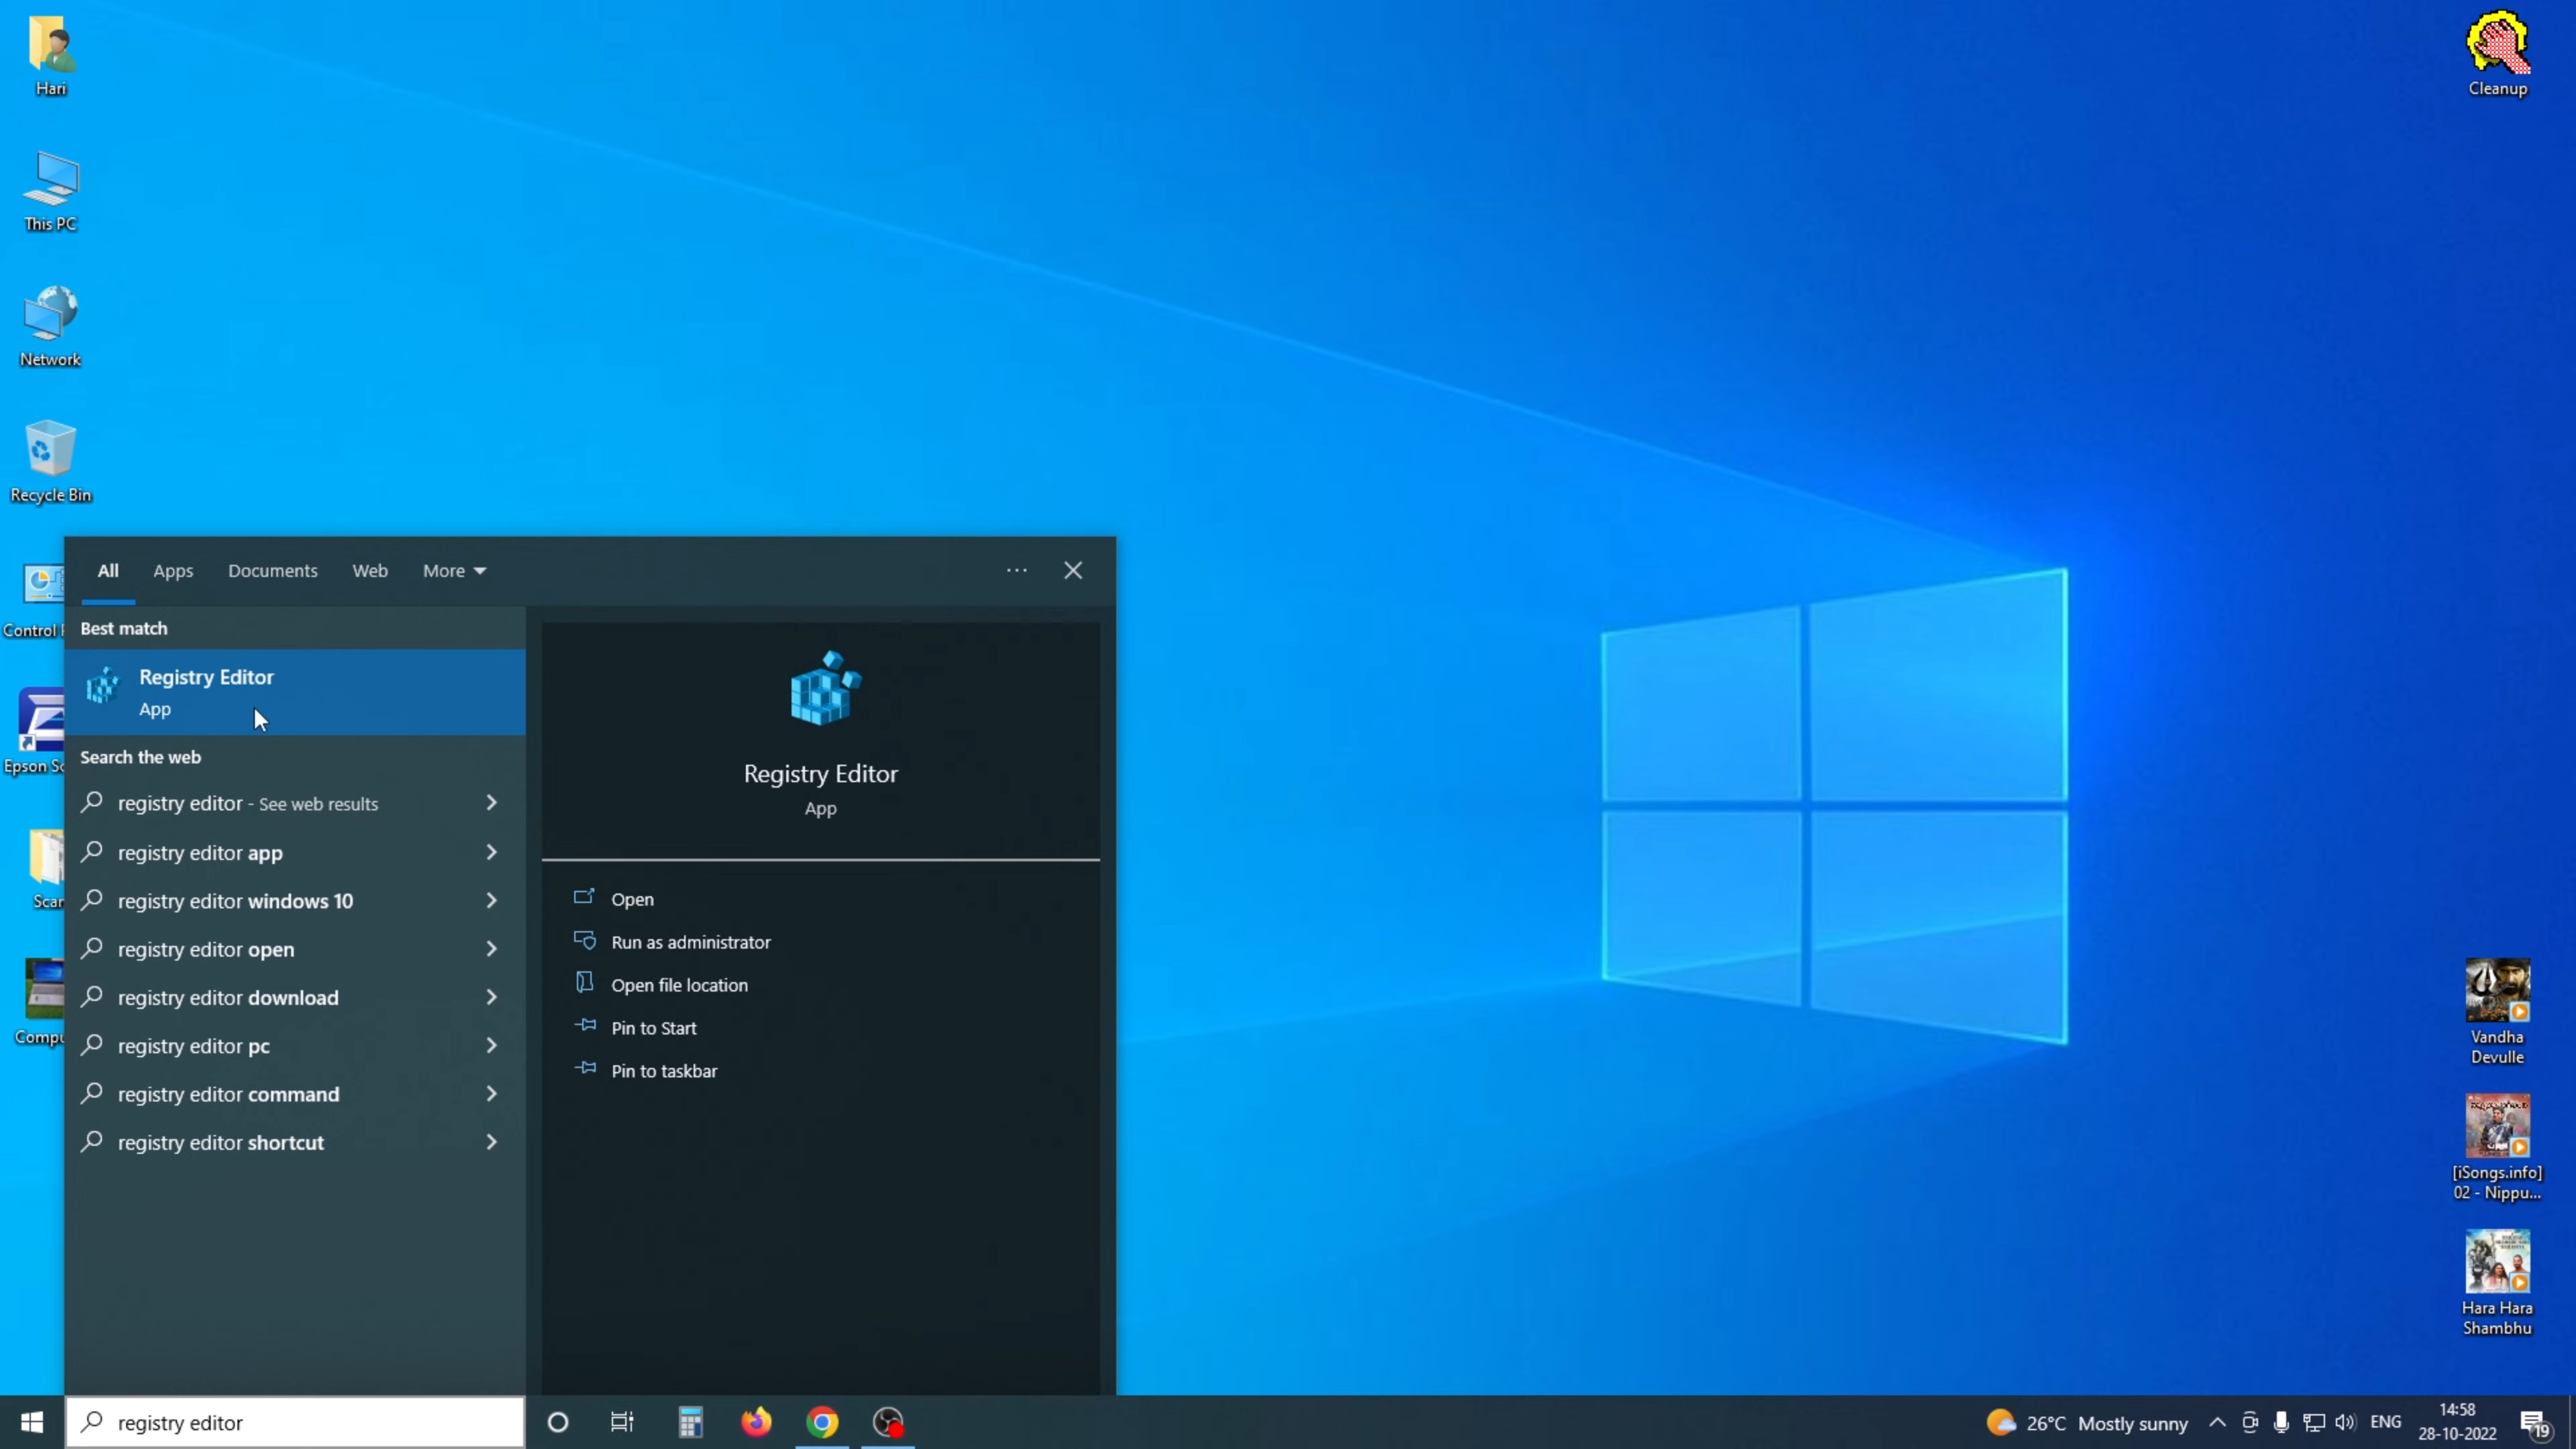 Hari
This PC
Network
Recycle Bin
Control
Epson
Cleanup
All Apps Documents Web More
Best match
Registry Editor
App
Search the web
registry editor - See web results
registry editor app
registry editor windows 10
registry editor open
registry editor download
registry editor pc
registry editor command
registry editor shortcut
Registry Editor
App
Open
Run as administrator
Open file location
Pin to Start
Pin to taskbar
Vandha
Devulle
[iSongs.info]
02 - Nippu...
Hara Hara
Shambhu
registry editor
26°C Mostly sunny
ENG
14:58
28-10-2022
19